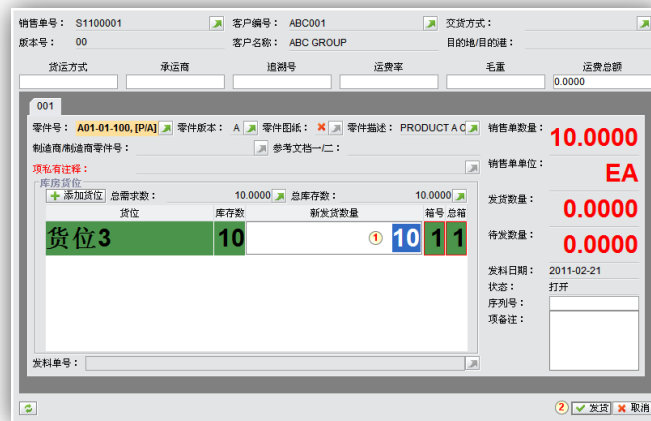 销售单号： S1100001 客户编号： ABC001 交货方式：
版本号： 00 客户名称： ABC GROUP 目的地/目的港：
货运方式 承运商 追溯号 运费率 毛重 运费总额
0.0000
001
零件号： A01-01-100, [P/A] 零件版本： A 零件图纸： 零件描述： PRODUCT A C 销售单数量： 10.0000
制造商/制造商零件号： 参考文档一/二：
项私有注释： 销售单单位： EA
库房货位
添加货位 总需求数： 10.0000 总库存数： 10.0000 发货数量： 0.0000
货位 库存数 新发货数量 箱号 总箱
货位3 10 ① 10 1 1 待发数量： 0.0000
发料日期： 2011-02-21
状态： 打开
序列号：
项备注：
发料单号：
② 发货 取消